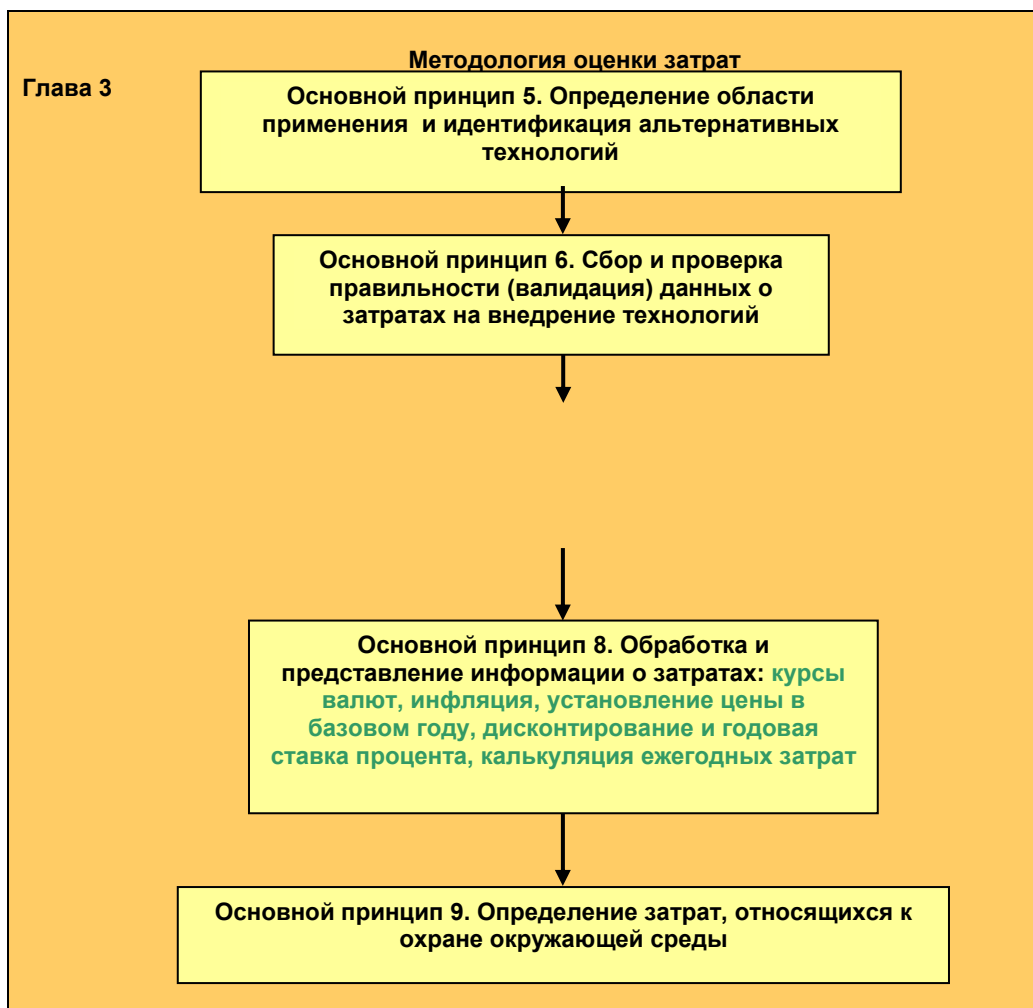 Методология оценки затрат
Глава 3
Основной принцип 5. Определение области
применения и идентификация альтернативных
технологий
Основной принцип 6. Сбор и проверка
правильности (валидация) данных о
затратах на внедрение технологий
Основной принцип 8. Обработка и
представление информации о затратах: курсы
валют, инфляция, установление цены в
базовом году, дисконтирование и годовая
ставка процента, калькуляция ежегодных затрат
Основной принцип 9. Определение затрат, относящихся к
охране окружающей среды